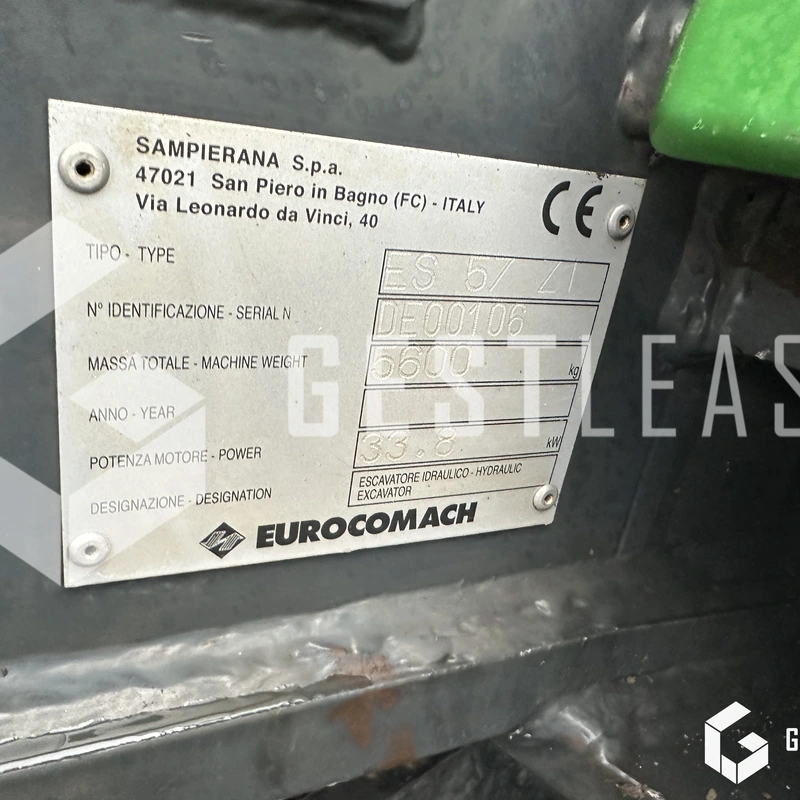 SAMPIERANA S.p.a.
47021 San Piero in Bagno (FC) - ITALY
Via Leonardo da Vinci, 40
CE
TIPO - TYPE ES 57 ZT
N° IDENTIFICAZIONE - SERIAL N DE00106
MASSA TOTALE - MACHINE WEIGHT 5600 kg
ANNO - YEAR
POTENZA MOTORE - POWER 33.8 kW
DESIGNAZIONE - DESIGNATION ESCAVATORE IDRAULICO - HYDRAULIC
EXCAVATOR
EUROCOMACH
GESTLEAS
G